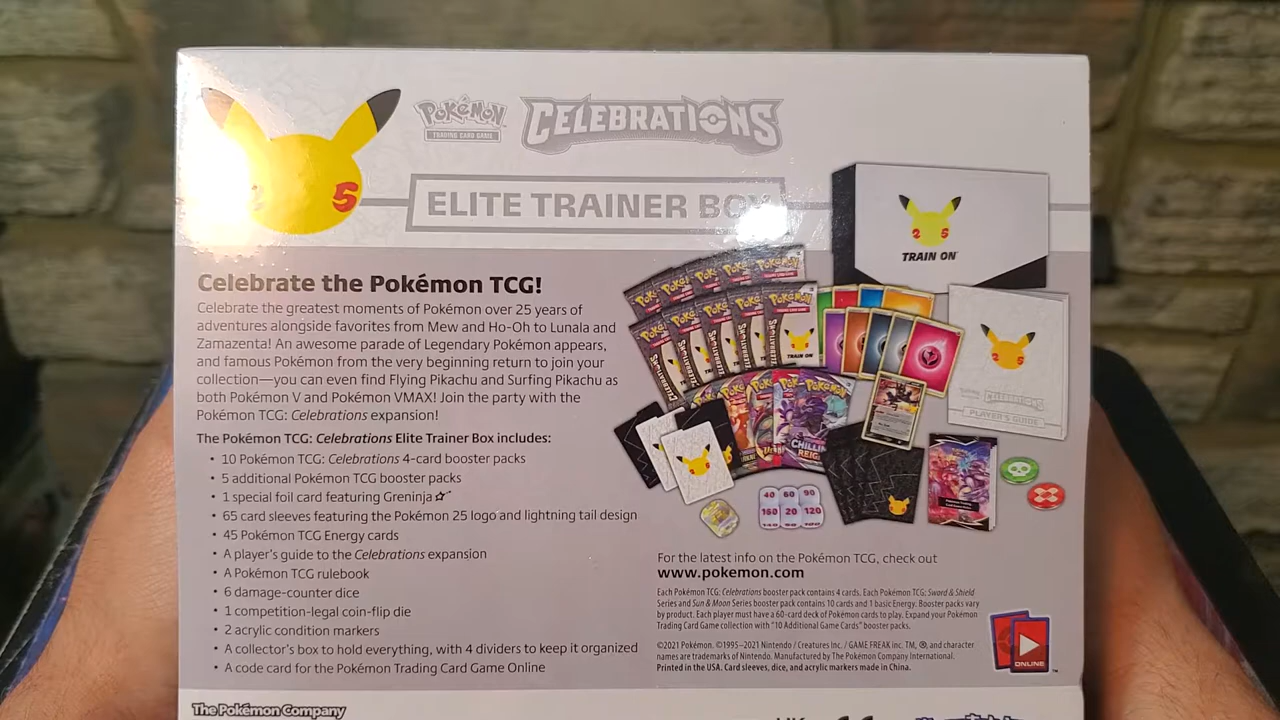 Pokémon
TRADING CARD GAME
CELEBRATIONS
5
ELITE TRAINER BOX
2 5
TRAIN ON
Celebrate the Pokémon TCG!
Celebrate the greatest moments of Pokémon over 25 years of
adventures alongside favorites from Mew and Ho-Oh to Lunala and
Zamazenta! An awesome parade of Legendary Pokémon appears,
and famous Pokémon from the very beginning return to join your
collection—you can even find Flying Pikachu and Surfing Pikachu as
both Pokémon V and Pokémon VMAX! Join the party with the
Pokémon TCG: Celebrations expansion!
The Pokémon TCG: Celebrations Elite Trainer Box includes:
• 10 Pokémon TCG: Celebrations 4-card booster packs
• 5 additional Pokémon TCG booster packs
• 1 special foil card featuring Greninja ☆
• 65 card sleeves featuring the Pokémon 25 logo and lightning tail design
• 45 Pokémon TCG Energy cards
• A player's guide to the Celebrations expansion
• A Pokémon TCG rulebook
• 6 damage-counter dice
• 1 competition-legal coin-flip die
• 2 acrylic condition markers
• A collector's box to hold everything, with 4 dividers to keep it organized
• A code card for the Pokémon Trading Card Game Online
Pokémon
CELEBRATIONS
TRAIN ON
2 5
CELEBRATIONS
PLAYER'S GUIDE
CHILLING
REIGN
40 60 90
160 20 120
For the latest info on the Pokémon TCG, check out
www.pokemon.com
Each Pokémon TCG: Celebrations booster pack contains 4 cards. Each Pokémon TCG: Sword & Shield
Series and Sun & Moon Series booster pack contains 10 cards and 1 basic Energy. Booster packs vary
by product. Each player must have a 60-card deck of Pokémon cards to play. Expand your Pokémon
Trading Card Game collection with "10 Additional Game Cards" booster packs.
©2021 Pokémon. ©1995–2021 Nintendo / Creatures Inc. / GAME FREAK inc. TM, ®, and character
names are trademarks of Nintendo. Manufactured by The Pokémon Company International.
Printed in the USA. Card sleeves, dice, and acrylic markers made in China.
ONLINE
TM
The Pokémon Company